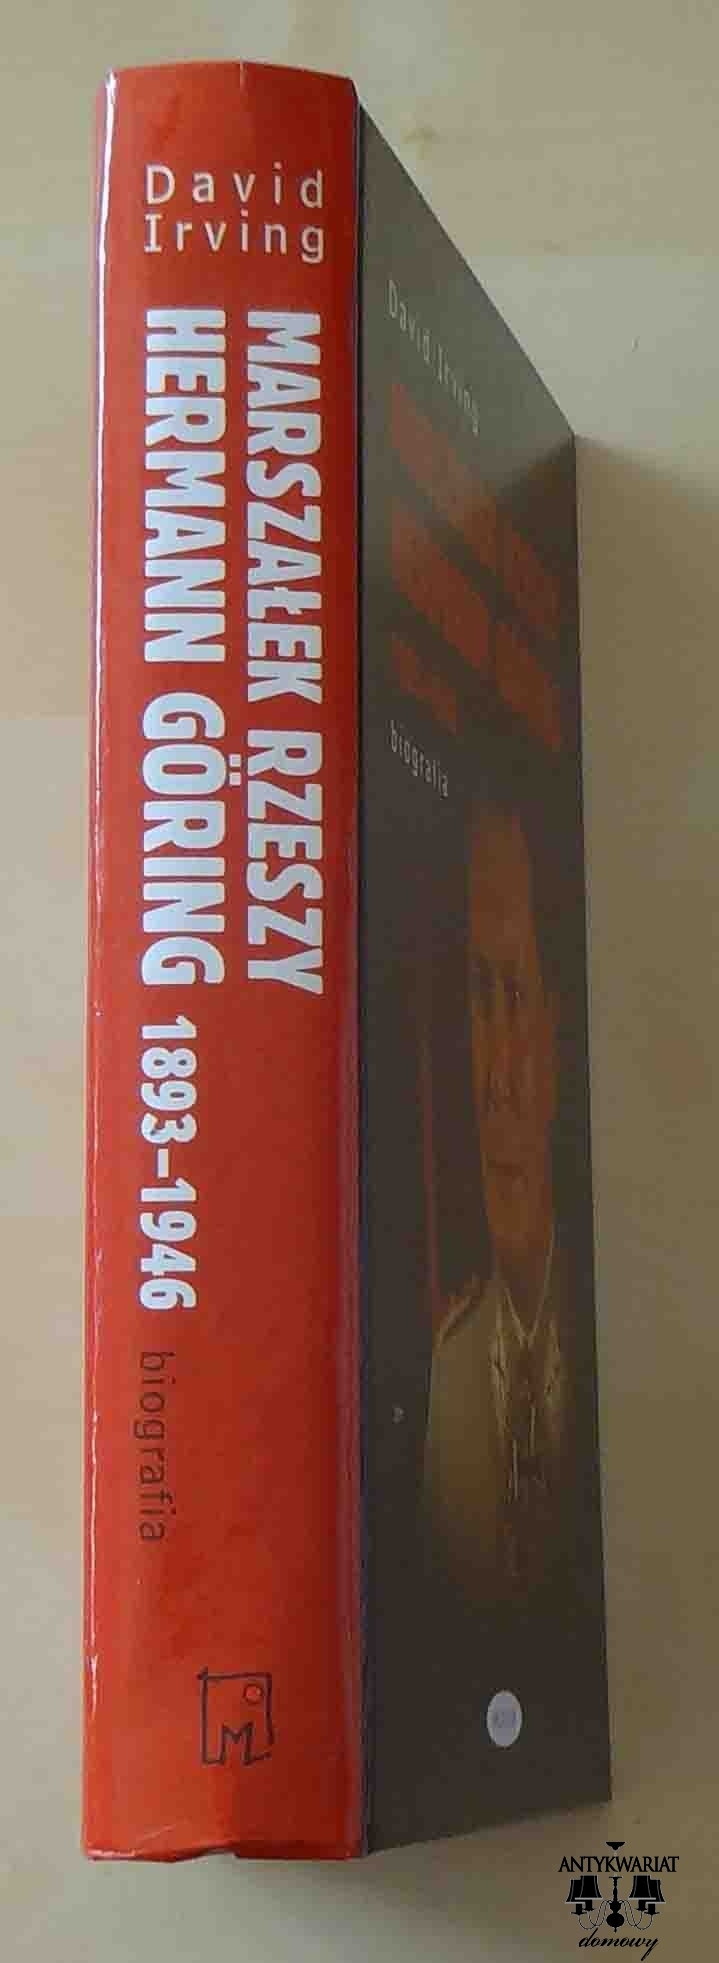 David
Irving
MARSZAŁEK RZESZY
HERMANN GÖRING 1893–1946
biografia
M
David Irving
biografia
ANTYKWARIAT
domowy